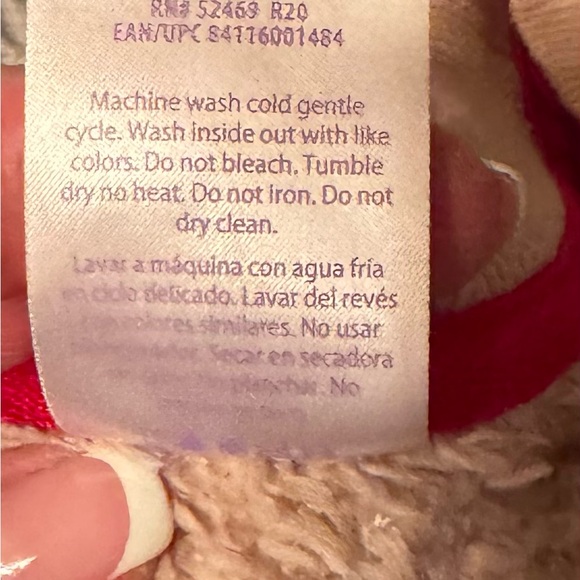 RN# 52469 R20
EAN/UPC 84116001484
Machine wash cold gentle
cycle. Wash inside out with like
colors. Do not bleach. Tumble
dry no heat. Do not iron. Do not
dry clean.
Lavar a máquina con agua fría
en ciclo delicado. Lavar del revés
colores similares. No usar
Secar en secadora
planchar. No